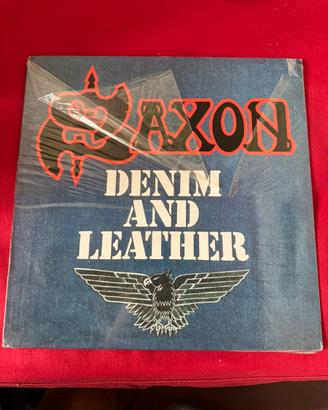 SAXON
DENIM
AND
LEATHER